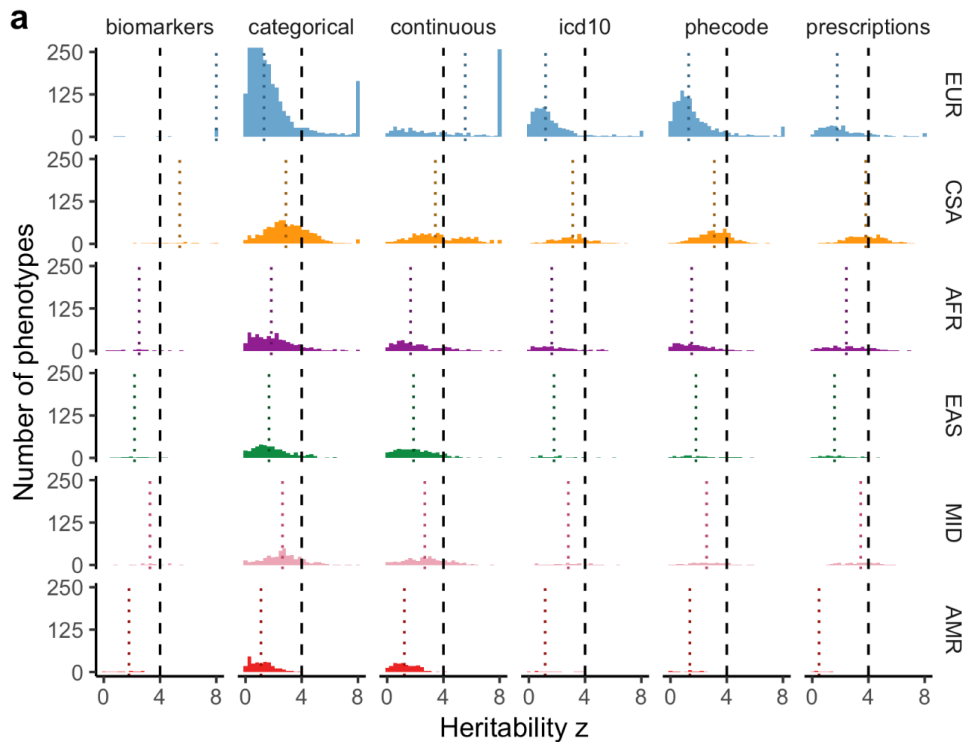 a
biomarkers categorical continuous icd10 phecode prescriptions
250
125
0
EUR
250
125
0
CSA
250
125
0
AFR
250
125
0
EAS
250
125
0
MID
250
125
0
AMR
Number of phenotypes
0 4 8 0 4 8 0 4 8 0 4 8 0 4 8 0 4 8
Heritability z